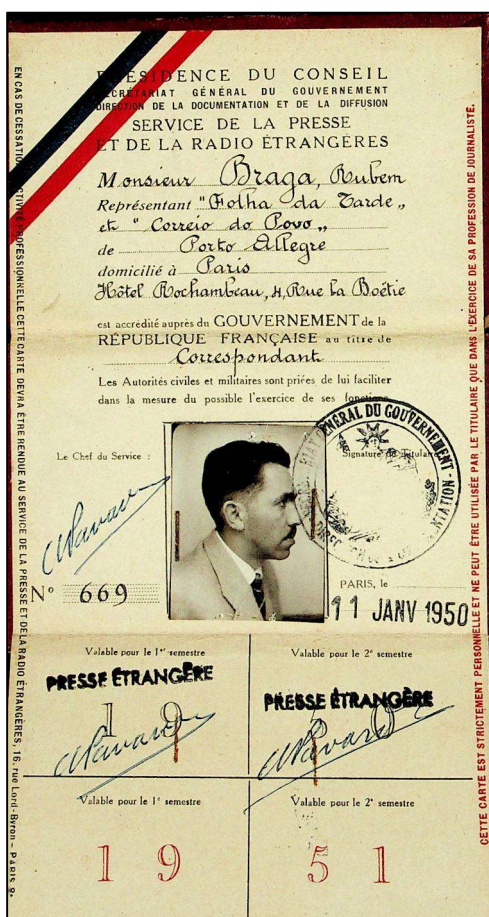 PRÉSIDENCE DU CONSEIL
SECRÉTARIAT GÉNÉRAL DU GOUVERNEMENT
DIRECTION DE LA DOCUMENTATION ET DE LA DIFFUSION
SERVICE DE LA PRESSE
ET DE LA RADIO ÉTRANGÈRES
Monsieur Braga, Rubem
Représentant "Folha da Tarde„
et "Correio do Povo„
de Porto Allegre
domicilié à Paris
Hôtel Rochambeau, 4, Rue la Boëtie
est accrédité auprès du GOUVERNEMENT de la
RÉPUBLIQUE FRANÇAISE au titre de
Correspondant
Les Autorités civiles et militaires sont priées de lui faciliter
dans la mesure du possible l'exercice de ses fonctions.
Le Chef du Service :
Signature du Titulaire
GÉNÉRAL DU GOUVERNEMENT
N° 669
PARIS, le
11 JANV 1950
Valable pour le 1er semestre
Valable pour le 2e semestre
PRESSE ÉTRANGÈRE
PRESSE ÉTRANGÈRE
1 9
0
Valable pour le 1er semestre
Valable pour le 2e semestre
1 9 5 1
EN CAS DE CESSATION D'ACTIVITÉ PROFESSIONNELLE CETTE CARTE DEVRA ÊTRE RENDUE AU SERVICE DE LA PRESSE ET DE LA RADIO ÉTRANGÈRES, 16, rue Lord-Byron - PARIS 8e.
CETTE CARTE EST STRICTEMENT PERSONNELLE ET NE PEUT ÊTRE UTILISÉE PAR LE TITULAIRE QUE DANS L'EXERCICE DE SA PROFESSION DE JOURNALISTE.